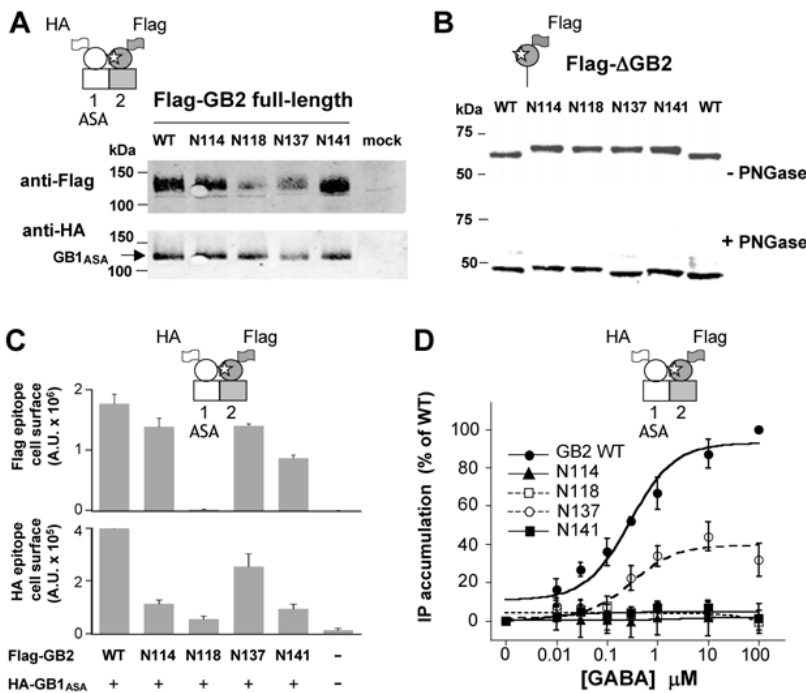 A
HA
Flag
1 2
ASA
Flag-GB2 full-length
kDa
WT N114 N118 N137 N141 mock
anti-Flag
150
100
anti-HA
150
GB1ASA
100
B
Flag
Flag-ΔGB2
kDa
WT N114 N118 N137 N141 WT
75
50
- PNGase
75
50
+ PNGase
C
HA
Flag
1 2
ASA
Flag epitope
cell surface
(A.U. x 10⁶)
2
1
0
HA epitope
cell surface
(A.U. x 10⁵)
4
2
0
Flag-GB2 WT N114 N118 N137 N141 –
HA-GB1ASA + + + + + +
D
HA
Flag
1 2
ASA
IP accumulation (% of WT)
100
80
60
40
20
0
GB2 WT
N114
N118
N137
N141
0 0.01 0.1 1 10 100
[GABA] µM